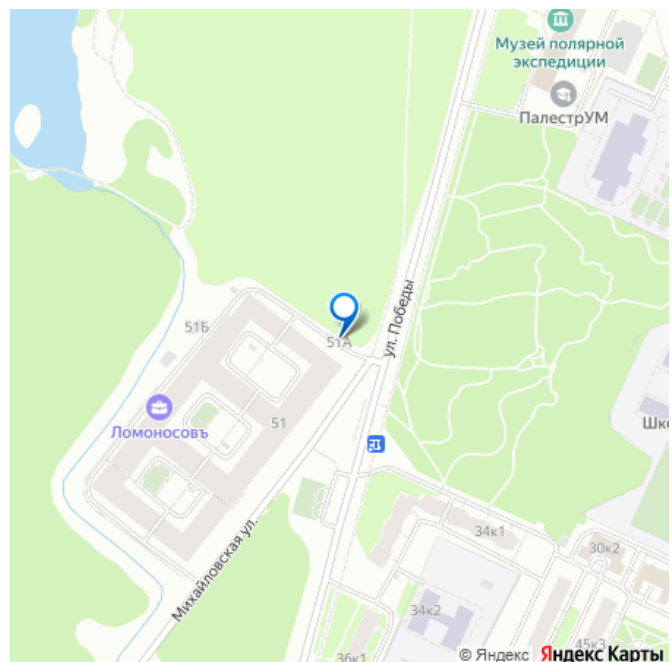 Музей полярной
экспедиции
ПалестрУМ
ул. Победы
51Б
51А
Ломоносовъ
51
Шк
Михайловская ул.
34к1
30к2
34к2
45к3
36к1
© Яндекс Яндекс Карты